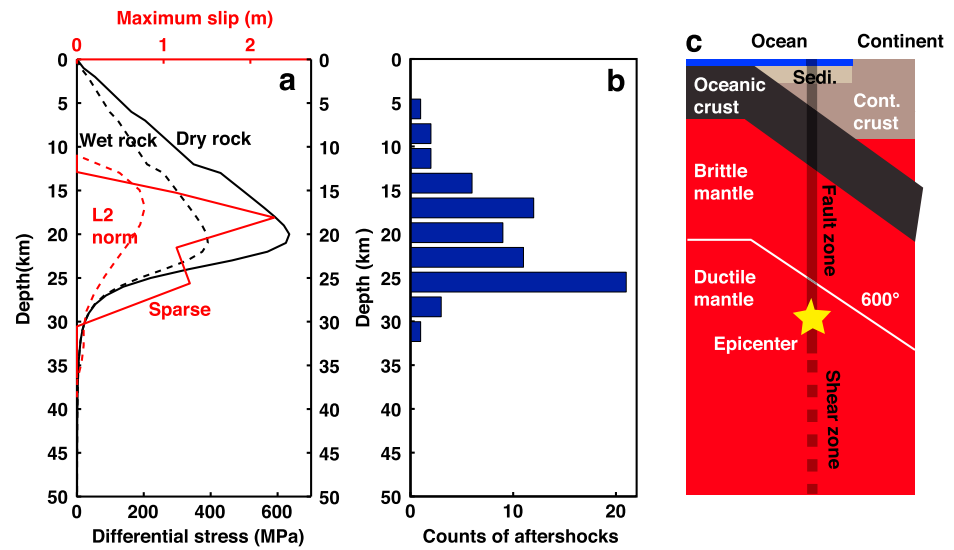 Maximum slip (m)
0 1 2
a
0 0
5 5
10 10
15 15
20 20
25 25
30 30
35 35
40 40
45 45
50 50
Wet rock
Dry rock
L2
norm
Sparse
Depth(km)
0 200 400 600
Differential stress (MPa)
b
0
5
10
15
20
25
30
35
40
45
50
Depth (km)
0 10 20
Counts of aftershocks
c
Ocean
Continent
Sedi.
Oceanic
crust
Cont.
crust
Brittle
mantle
Fault zone
Ductile
mantle
600°
Epicenter
Shear zone